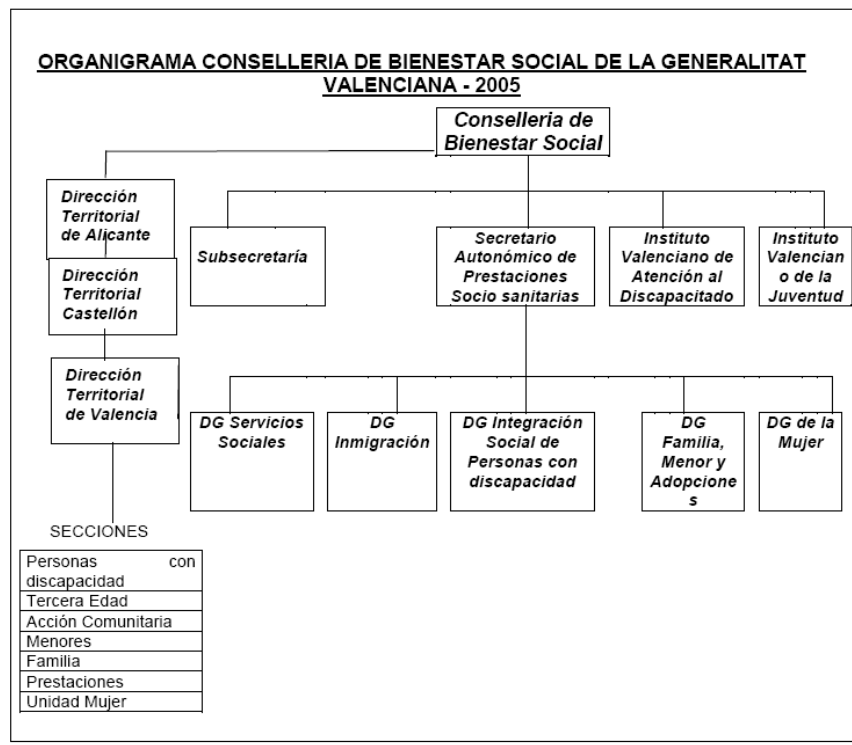 ORGANIGRAMA CONSELLERIA DE BIENESTAR SOCIAL DE LA GENERALITAT
VALENCIANA - 2005
Conselleria de
Bienestar Social
Dirección
Territorial
de Alicante
Dirección
Territorial
Castellón
Dirección
Territorial
de Valencia
Subsecretaría
Secretario
Autonómico de
Prestaciones
Socio sanitarias
Instituto
Valenciano de
Atención al
Discapacitado
Instituto
Valencian
o de la
Juventud
DG Servicios
Sociales
DG
Inmigración
DG Integración
Social de
Personas con
discapacidad
DG
Familia,
Menor y
Adopcione
s
DG de la
Mujer
SECCIONES
Personas con
discapacidad
Tercera Edad
Acción Comunitaria
Menores
Familia
Prestaciones
Unidad Mujer